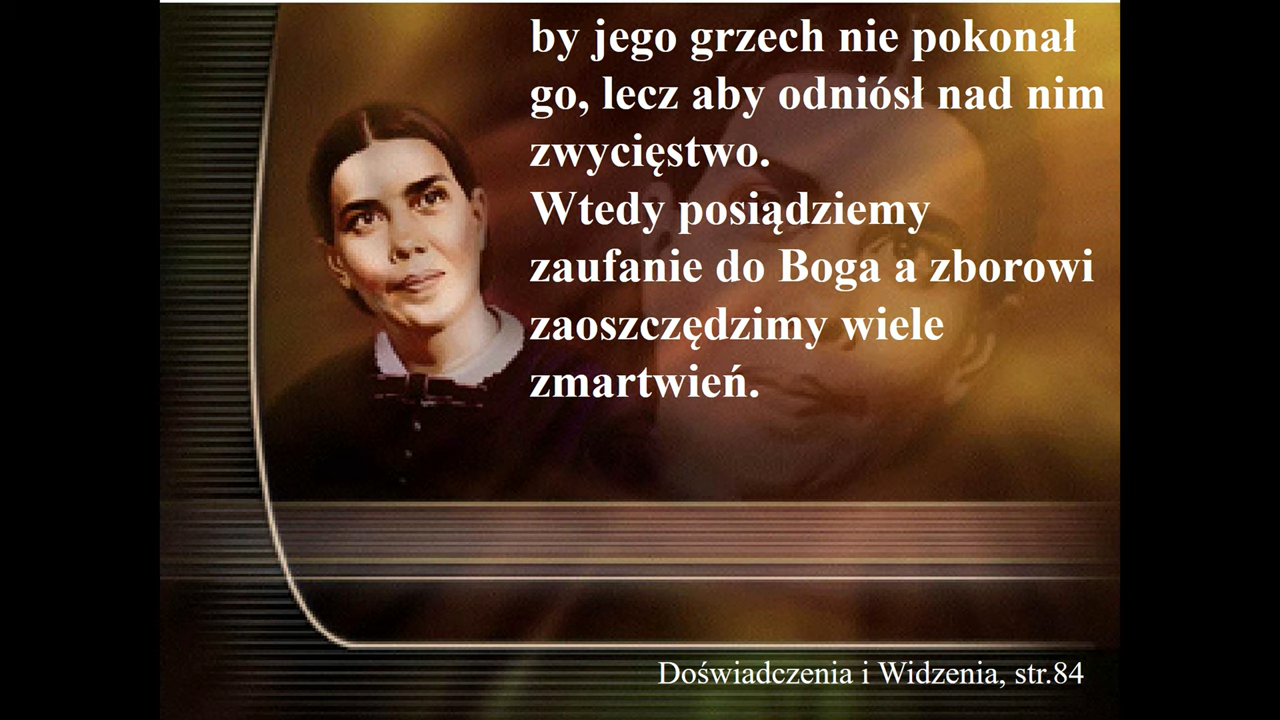 by jego grzech nie pokonał
go, lecz aby odniósł nad nim
zwycięstwo.
Wtedy posiądziemy
zaufanie do Boga a zborowi
zaoszczędzimy wiele
zmartwień.
Doświadczenia i Widzenia, str.84